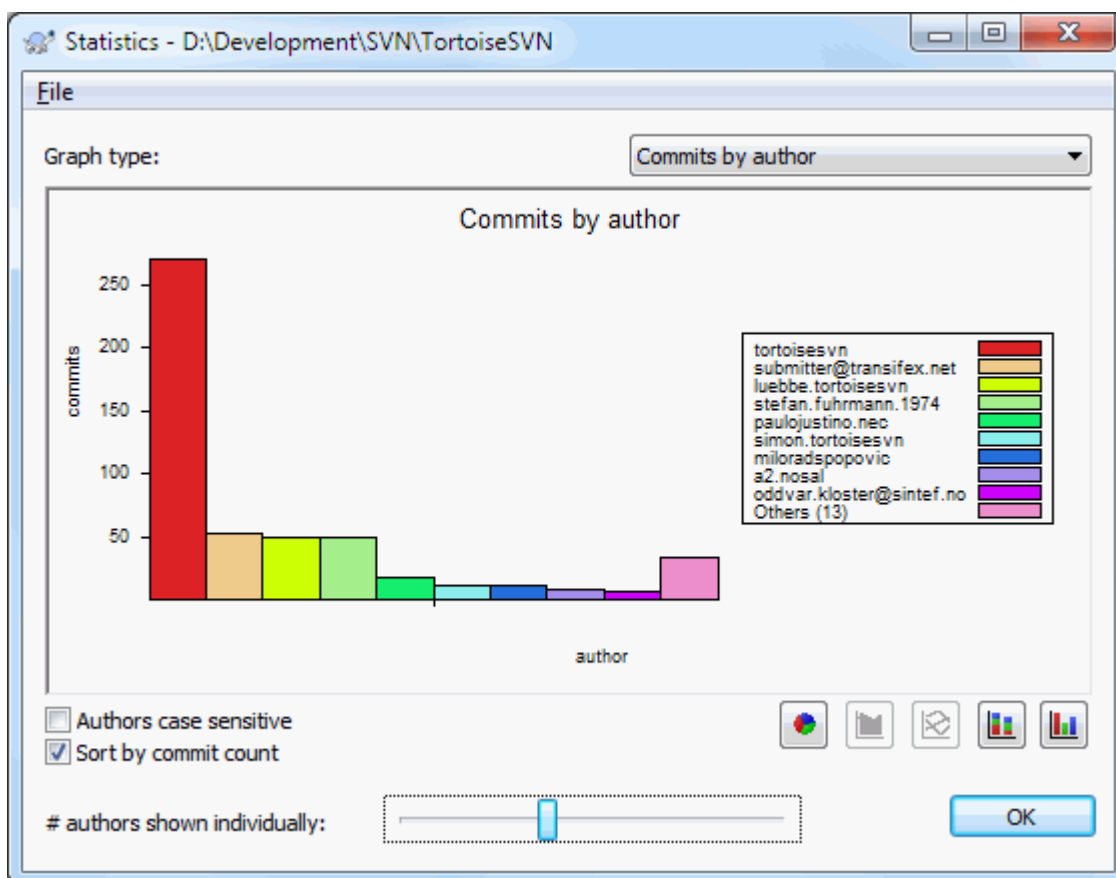 Statistics - D:\Development\SVN\TortoiseSVN
File
Graph type:
Commits by author
Commits by author
commits
250
200
150
100
50
author
tortoisesvn
submitter@transifex.net
luebbe.tortoisesvn
stefan.fuhrmann.1974
paulojustino.nec
simon.tortoisesvn
miloradspopovic
a2.nosal
oddvar.kloster@sintef.no
Others (13)
Authors case sensitive
Sort by commit count
# authors shown individually:
OK